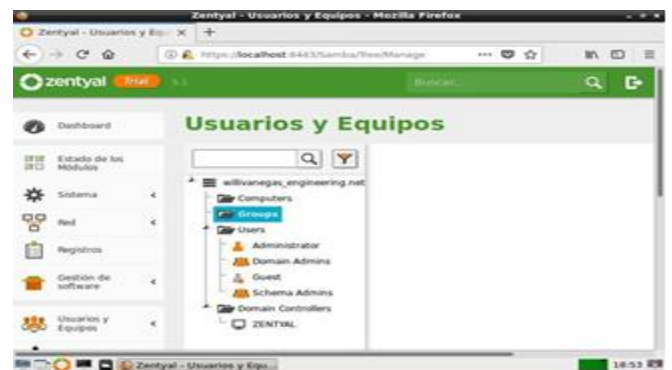 Zentyal - Usuarios y Equipos - Mozilla Firefox
Zentyal - Usuarios y Equ
https://localhost:8443/Samba/Tree/Manage
zentyal Trial 5.1
Buscar...
Dashboard
Estado de los Módulos
Sistema
Red
Registros
Gestión de software
Usuarios y Equipos
Usuarios y Equipos
willivanegas_engineering.net
Computers
Groups
Users
Administrator
Domain Admins
Guest
Schema Admins
Domain Controllers
ZENTYAL
Zentyal - Usuarios y Equ...
18:53